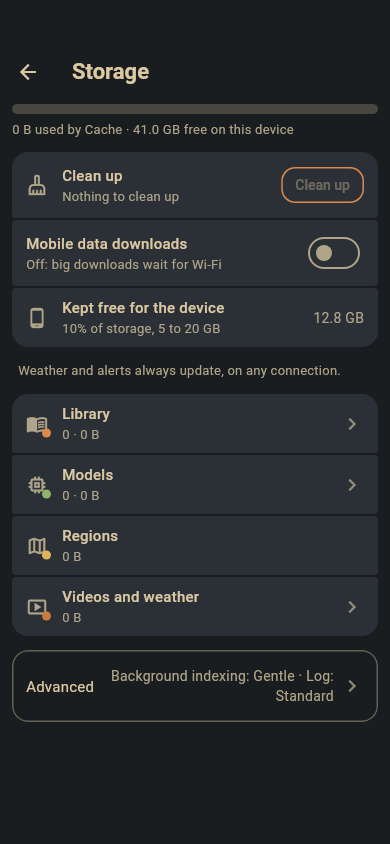 Storage
0 B used by Cache · 41.0 GB free on this device
Clean up
Nothing to clean up
Clean up
Mobile data downloads
Off: big downloads wait for Wi-Fi
Kept free for the device
10% of storage, 5 to 20 GB
12.8 GB
Weather and alerts always update, on any connection.
Library
0 · 0 B
Models
0 · 0 B
Regions
0 B
Videos and weather
0 B
Advanced
Background indexing: Gentle · Log:
Standard